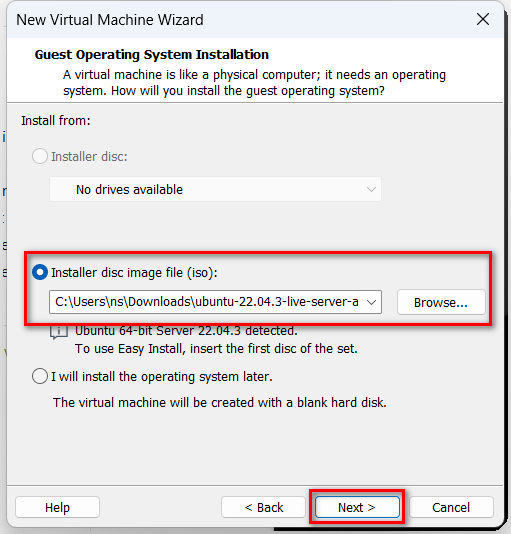 New Virtual Machine Wizard
Guest Operating System Installation
A virtual machine is like a physical computer; it needs an operating
system. How will you install the guest operating system?
Install from:
Installer disc:
No drives available
Installer disc image file (iso):
C:\Users\ns\Downloads\ubuntu-22.04.3-live-server-a
Browse...
Ubuntu 64-bit Server 22.04.3 detected.
To use Easy Install, insert the first disc of the set.
I will install the operating system later.
The virtual machine will be created with a blank hard disk.
Help
< Back
Next >
Cancel